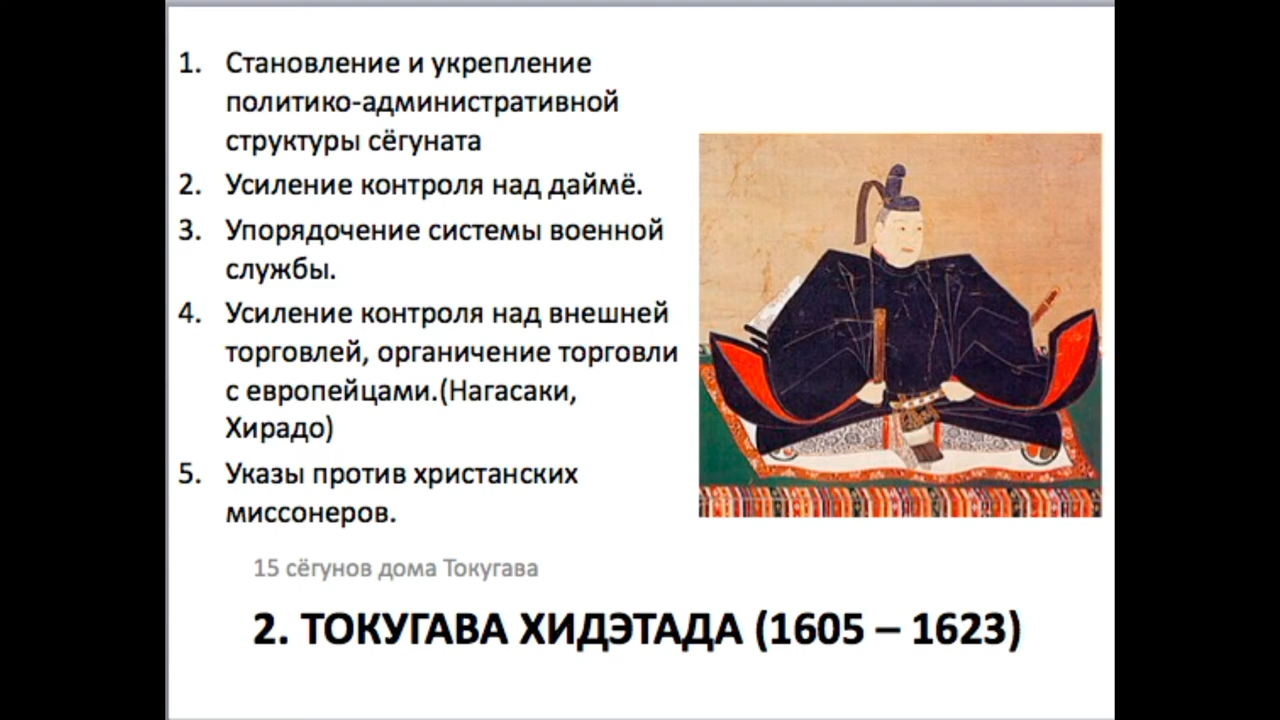 1. Становление и укрепление
политико-административной
структуры сёгуната
2. Усиление контроля над даймё.
3. Упорядочение системы военной
службы.
4. Усиление контроля над внешней
торговлей, органичение торговли
с европейцами.(Нагасаки,
Хирадо)
5. Указы против христанских
миссонеров.
15 сёгунов дома Токугава
2. ТОКУГАВА ХИДЭТАДА (1605 – 1623)